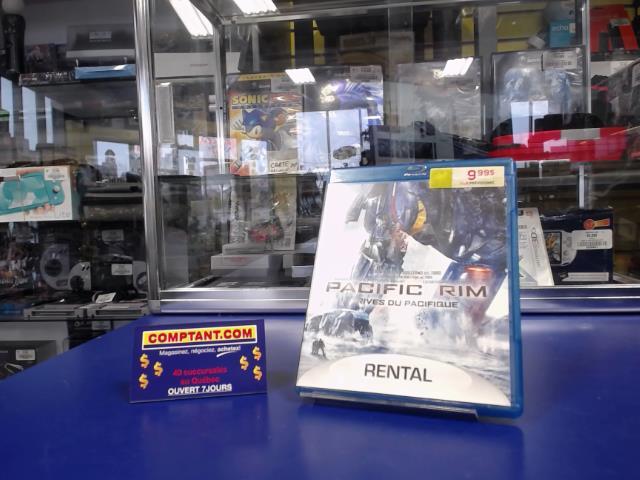 SONIC
CARTE
9.99$
PACIFIC RIM
RIVES DU PACIFIQUE
RENTAL
COMPTANT.COM
Magasinez, négociez, achetez!
40 succursales
au Québec
OUVERT 7JOURS